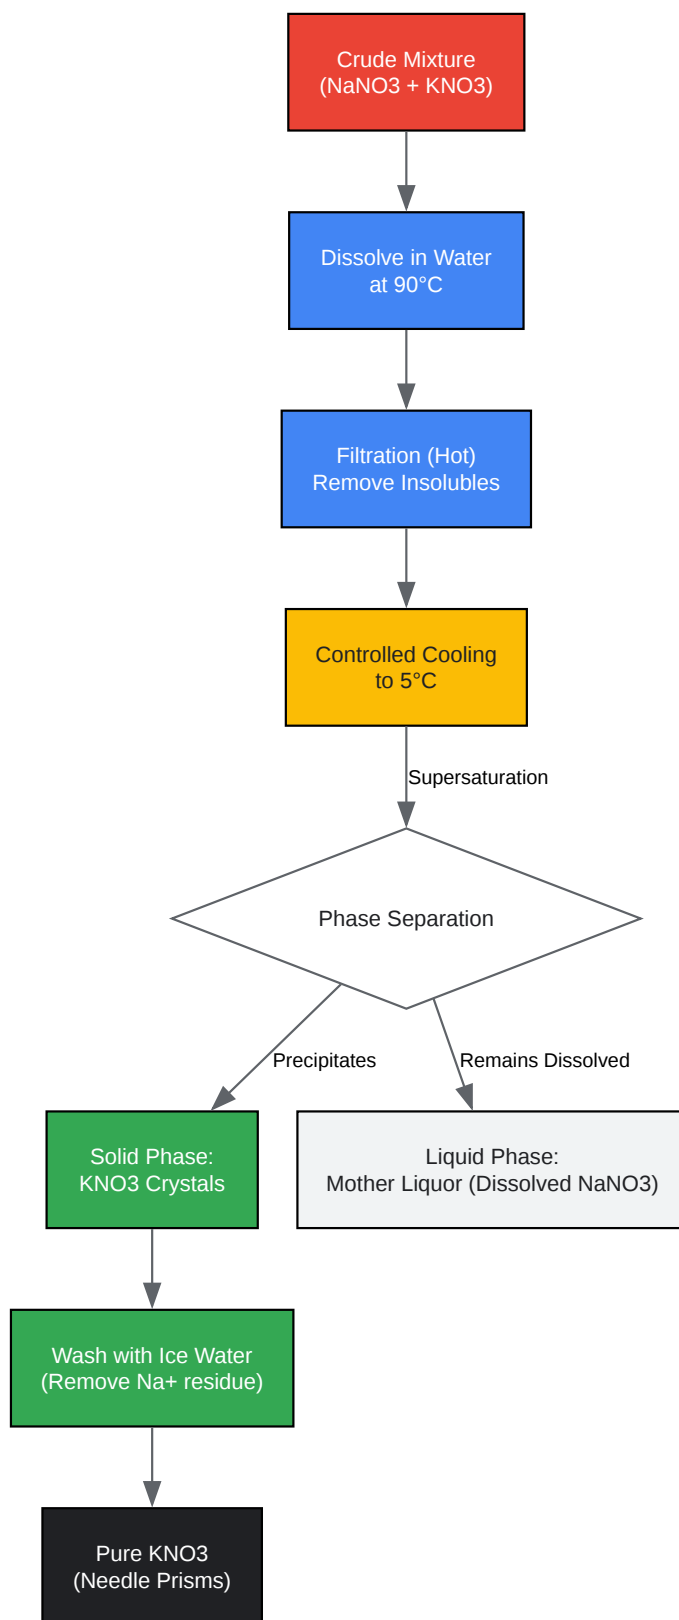 Crude Mixture
(NaNO3 + KNO3)
Dissolve in Water
at 90°C
Filtration (Hot)
Remove Insolubles
Controlled Cooling
to 5°C
Supersaturation
Phase Separation
Precipitates
Remains Dissolved
Solid Phase:
KNO3 Crystals
Liquid Phase:
Mother Liquor (Dissolved NaNO3)
Wash with Ice Water
(Remove Na+ residue)
Pure KNO3
(Needle Prisms)